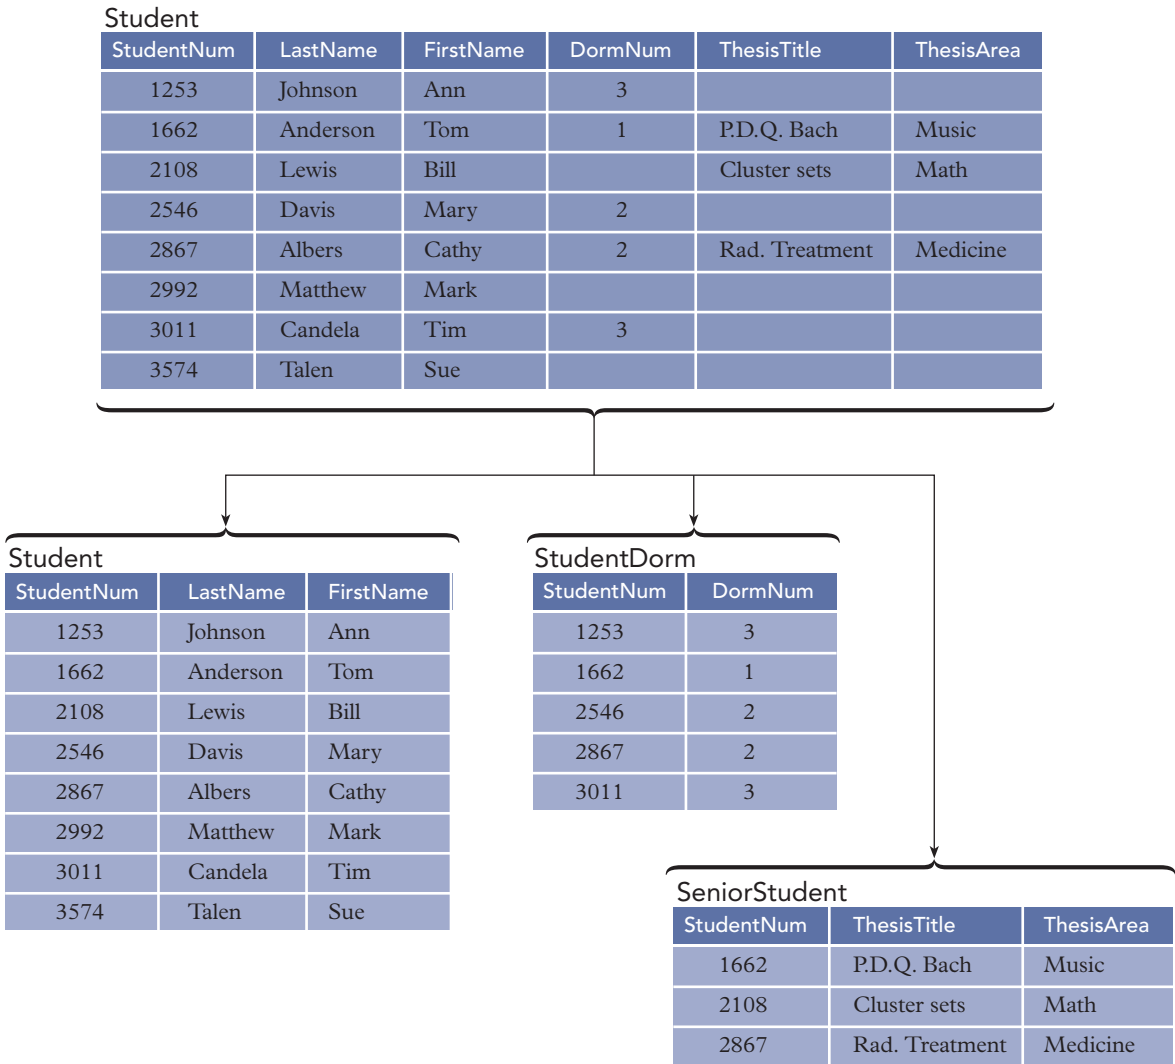 Student
StudentNum LastName FirstName DormNum ThesisTitle ThesisArea
1253 Johnson Ann 3
1662 Anderson Tom 1 P.D.Q. Bach Music
2108 Lewis Bill Cluster sets Math
2546 Davis Mary 2
2867 Albers Cathy 2 Rad. Treatment Medicine
2992 Matthew Mark
3011 Candela Tim 3
3574 Talen Sue
Student
StudentNum LastName FirstName
1253 Johnson Ann
1662 Anderson Tom
2108 Lewis Bill
2546 Davis Mary
2867 Albers Cathy
2992 Matthew Mark
3011 Candela Tim
3574 Talen Sue
StudentDorm
StudentNum DormNum
1253 3
1662 1
2546 2
2867 2
3011 3
SeniorStudent
StudentNum ThesisTitle ThesisArea
1662 P.D.Q. Bach Music
2108 Cluster sets Math
2867 Rad. Treatment Medicine